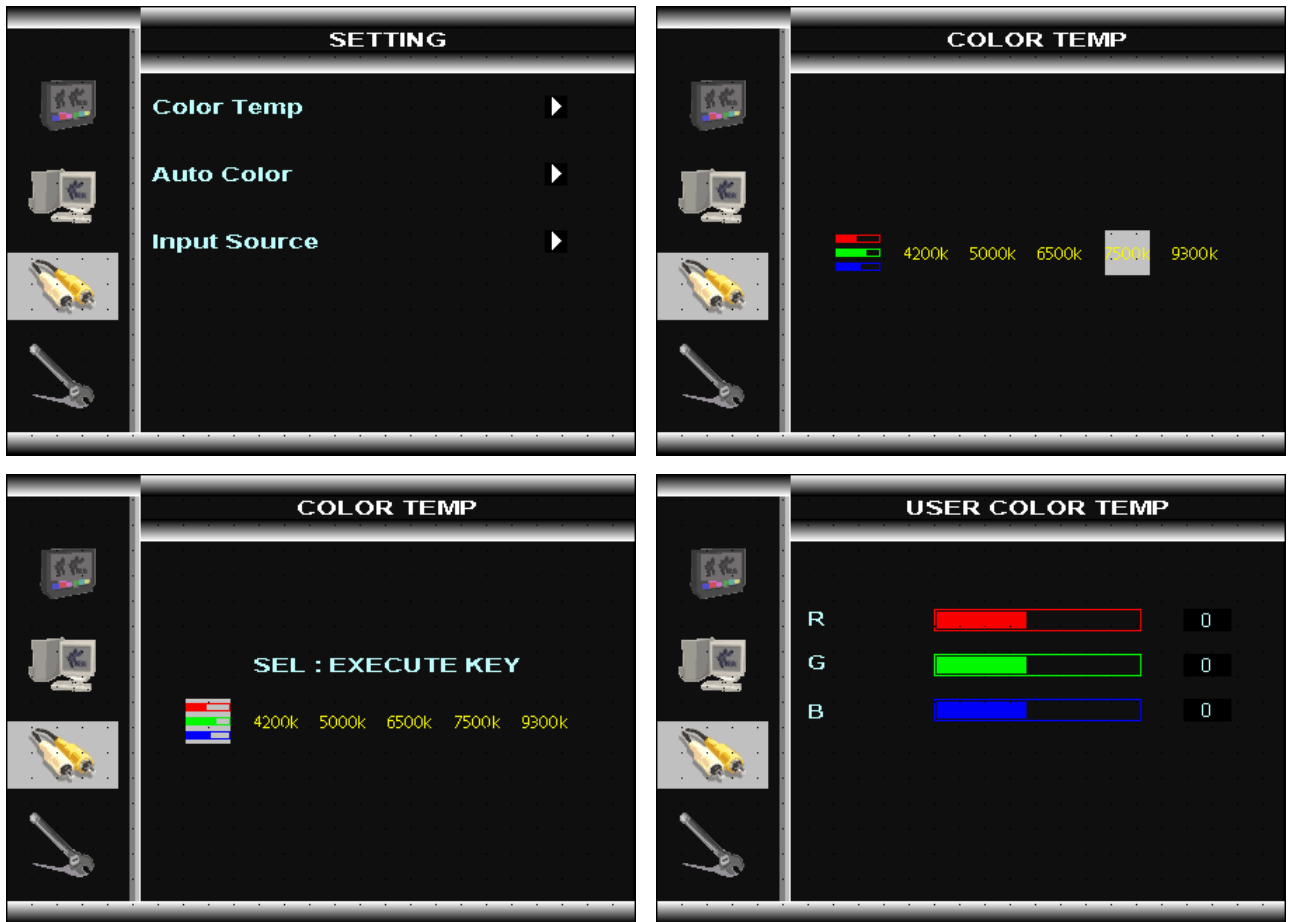 SETTING
Color Temp
Auto Color
Input Source
COLOR TEMP
4200k 5000k 6500k 7500k 9300k
COLOR TEMP
SEL : EXECUTE KEY
4200k 5000k 6500k 7500k 9300k
USER COLOR TEMP
R 0
G 0
B 0